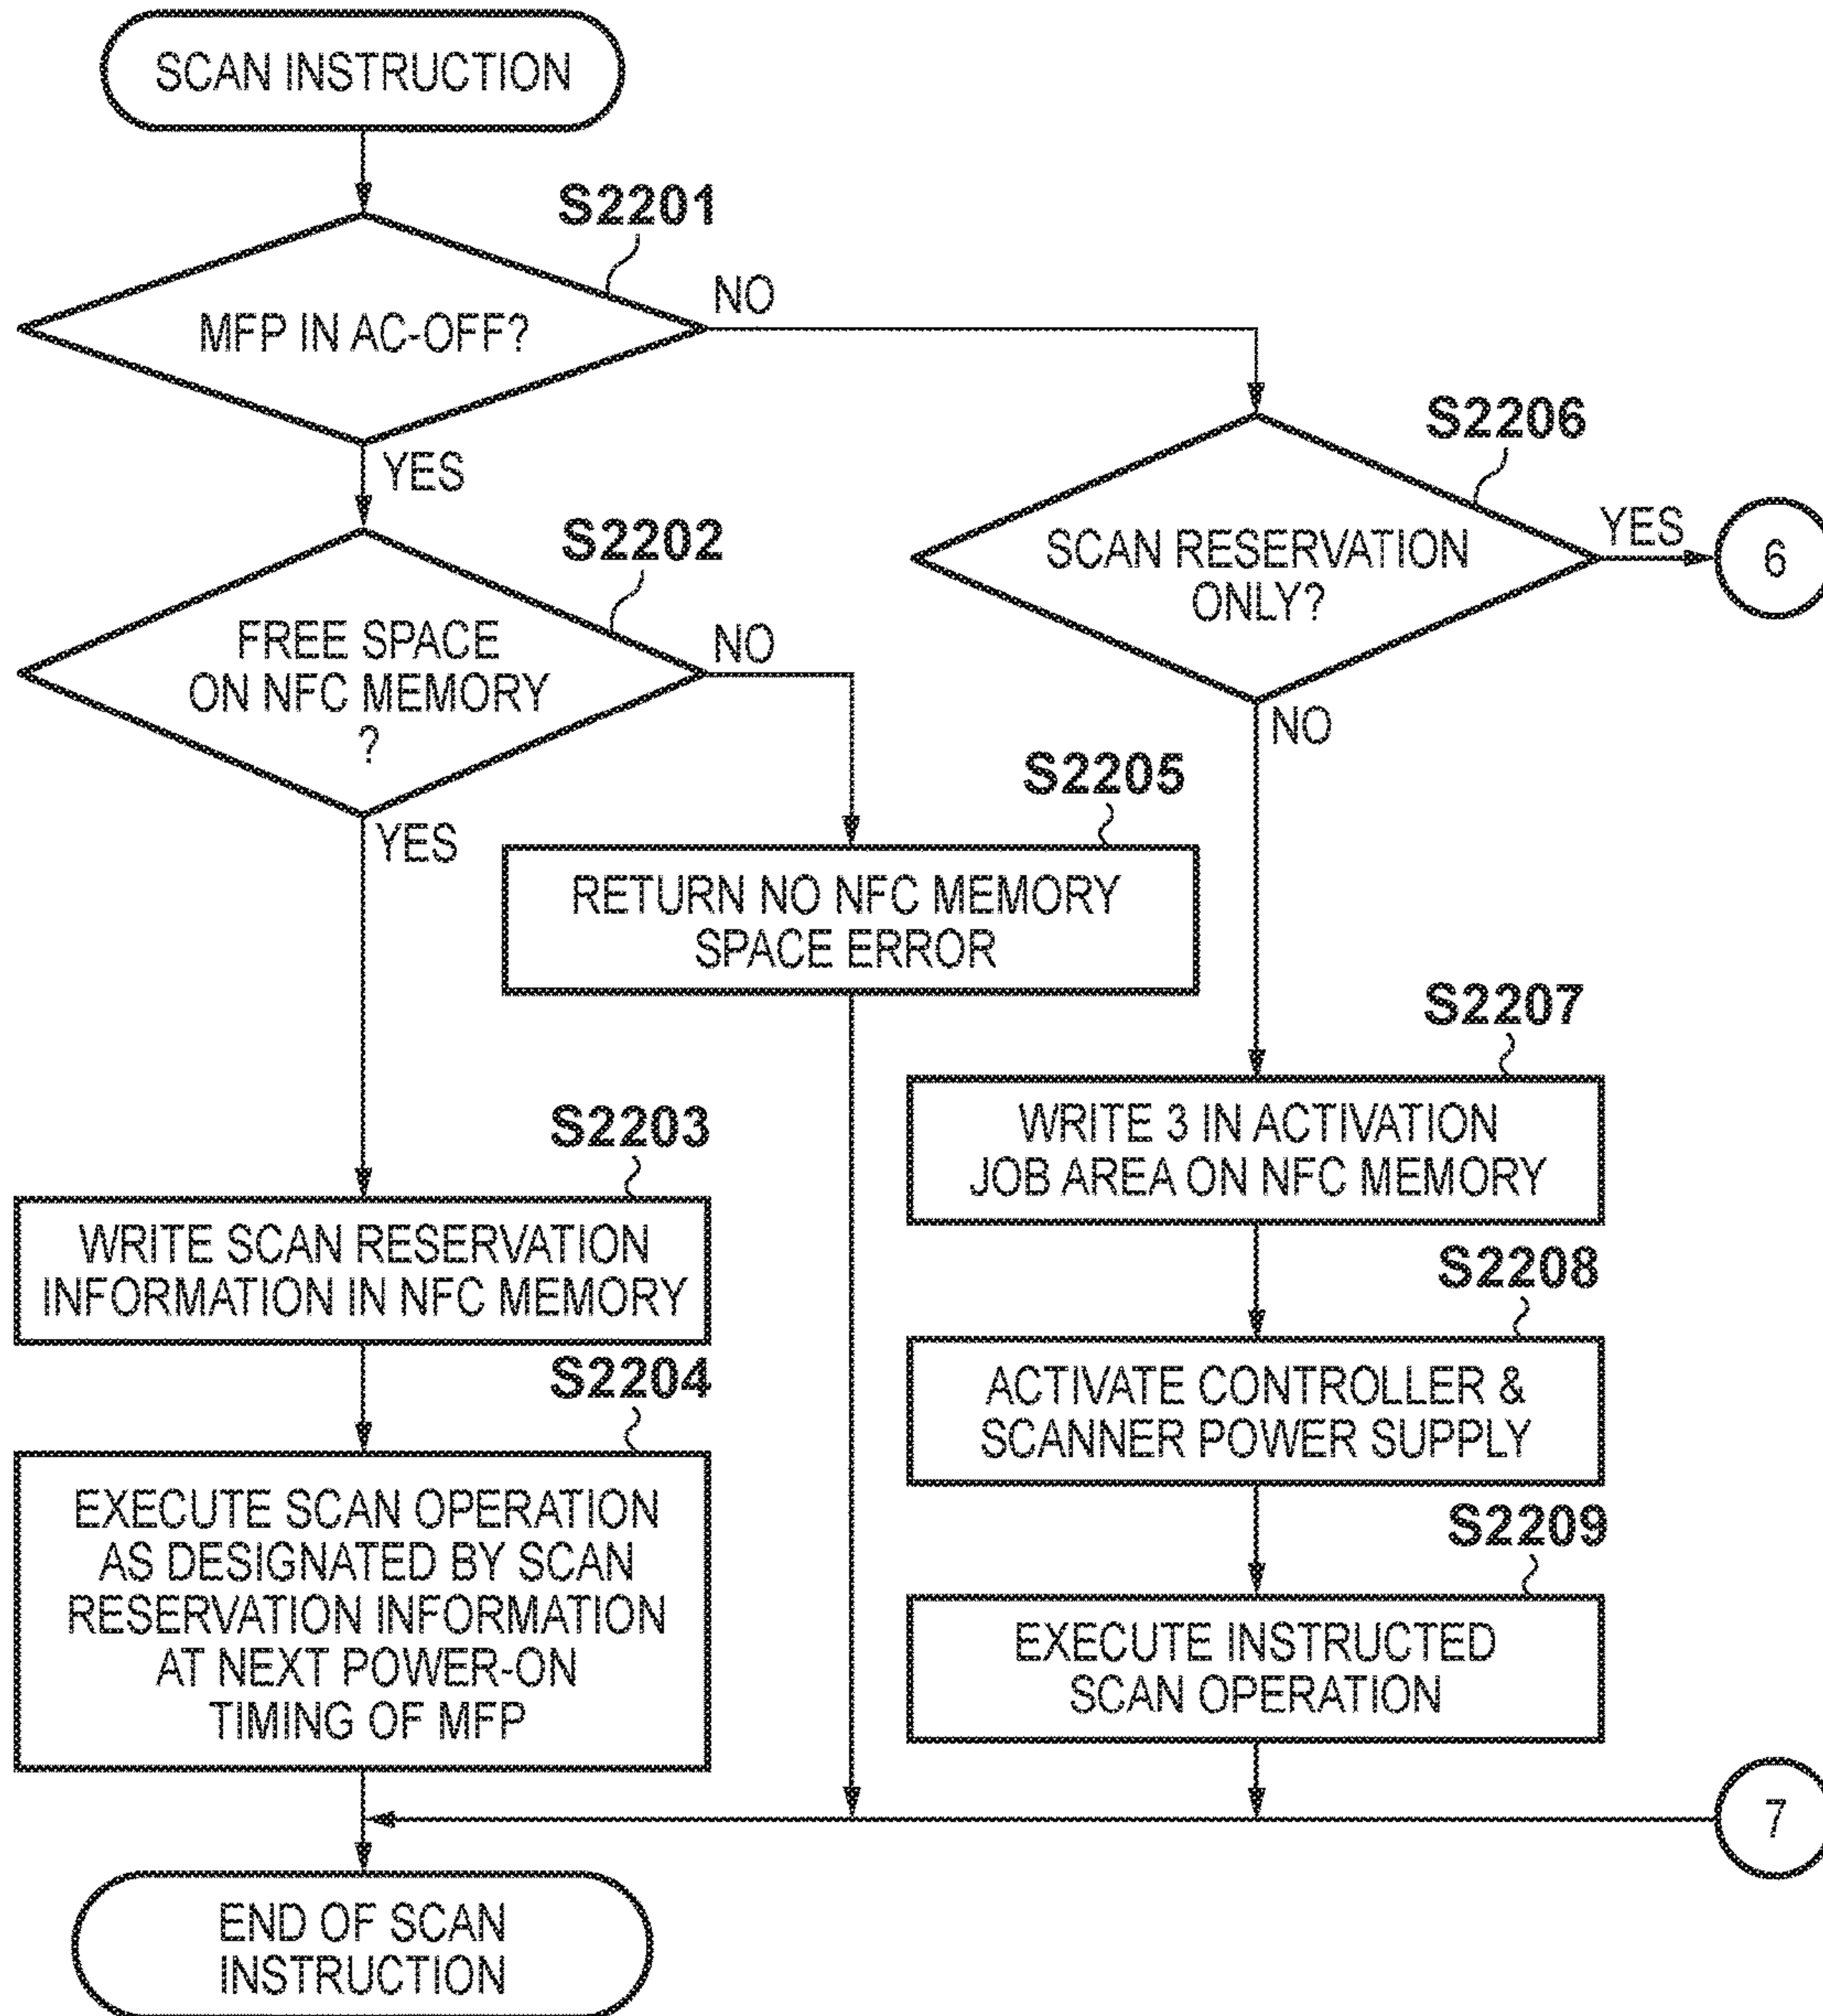 SCAN INSTRUCTION
S2201
MFP IN AC-OFF?
NO
YES
S2206
SCAN RESERVATION
ONLY?
YES
6
NO
S2202
FREE SPACE
ON NFC MEMORY
?
NO
YES
S2205
RETURN NO NFC MEMORY
SPACE ERROR
S2207
WRITE 3 IN ACTIVATION
JOB AREA ON NFC MEMORY
S2203
WRITE SCAN RESERVATION
INFORMATION IN NFC MEMORY
S2208
ACTIVATE CONTROLLER &
SCANNER POWER SUPPLY
S2204
EXECUTE SCAN OPERATION
AS DESIGNATED BY SCAN
RESERVATION INFORMATION
AT NEXT POWER-ON
TIMING OF MFP
S2209
EXECUTE INSTRUCTED
SCAN OPERATION
7
END OF SCAN
INSTRUCTION